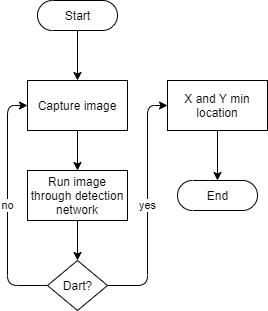 Start
Capture image
Run image
through detection
network
no
Dart?
yes
X and Y min
location
End